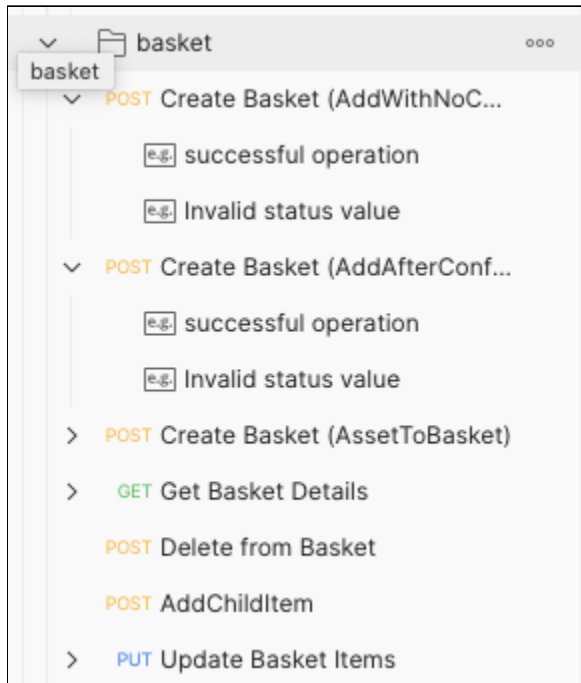 basket
basket
POST Create Basket (AddWithNoC...
e.g. successful operation
e.g. Invalid status value
POST Create Basket (AddAfterConf...
e.g. successful operation
e.g. Invalid status value
POST Create Basket (AssetToBasket)
GET Get Basket Details
POST Delete from Basket
POST AddChildItem
PUT Update Basket Items